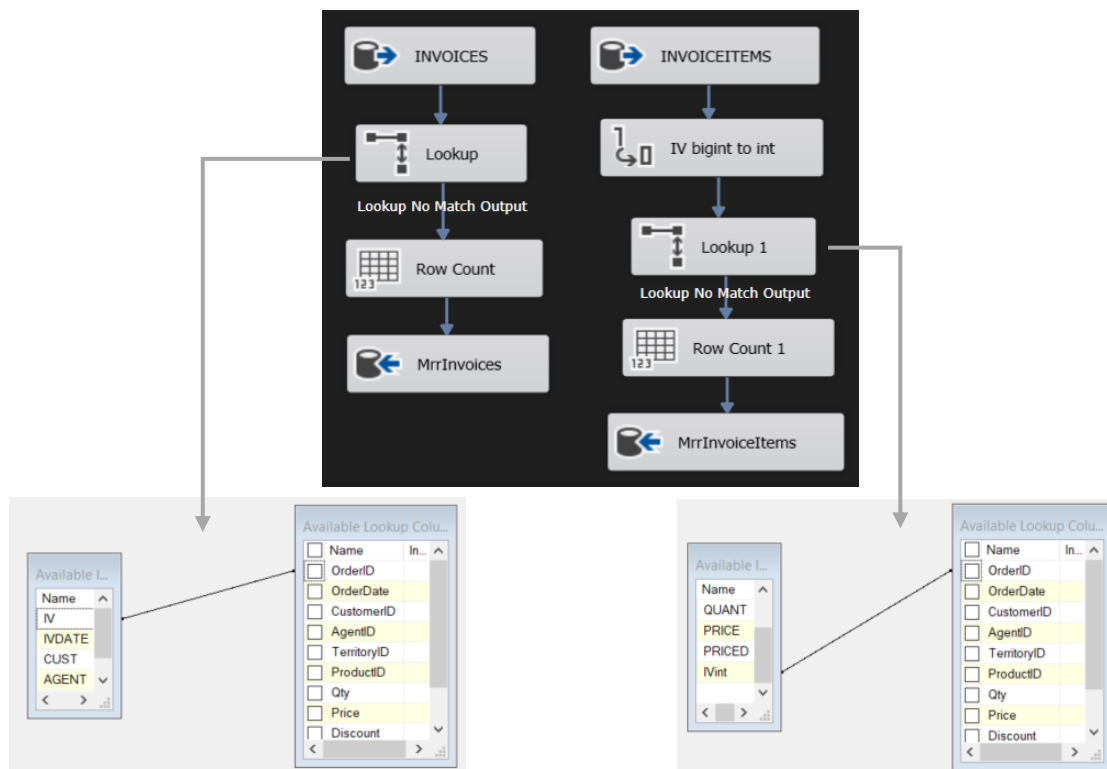 INVOICES
INVOICEITEMS
Lookup
IV bigint to int
Lookup No Match Output
Lookup 1
Row Count
123
Lookup No Match Output
MrrInvoices
Row Count 1
123
MrrInvoiceItems
Available I...
Name
IV
IVDATE
CUST
AGENT
Available Lookup Colu...
Name In...
OrderID
OrderDate
CustomerID
AgentID
TerritoryID
ProductID
Qty
Price
Discount
Available I...
Name
QUANT
PRICE
PRICED
IVint
Available Lookup Colu...
Name In...
OrderID
OrderDate
CustomerID
AgentID
TerritoryID
ProductID
Qty
Price
Discount